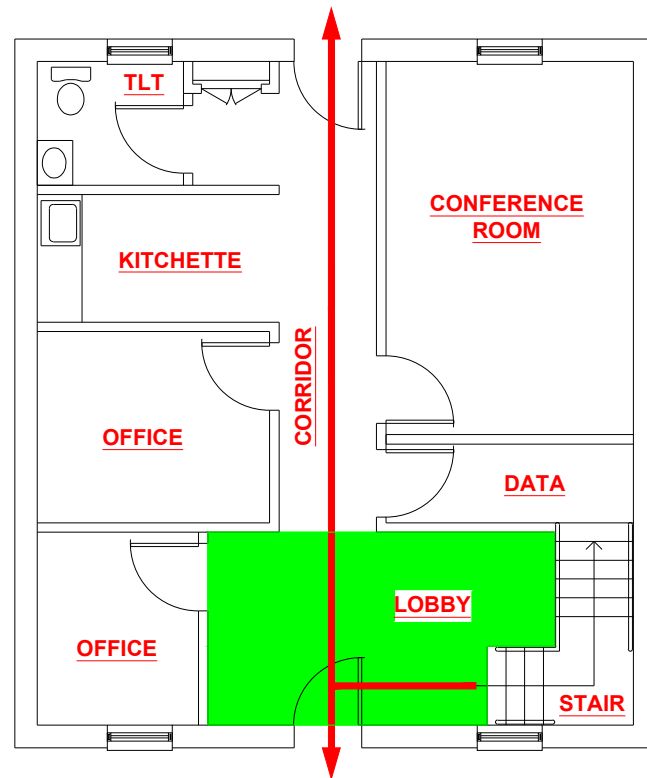 TLT
CONFERENCE
ROOM
KITCHETTE
CORRIDOR
OFFICE
DATA
LOBBY
OFFICE
STAIR